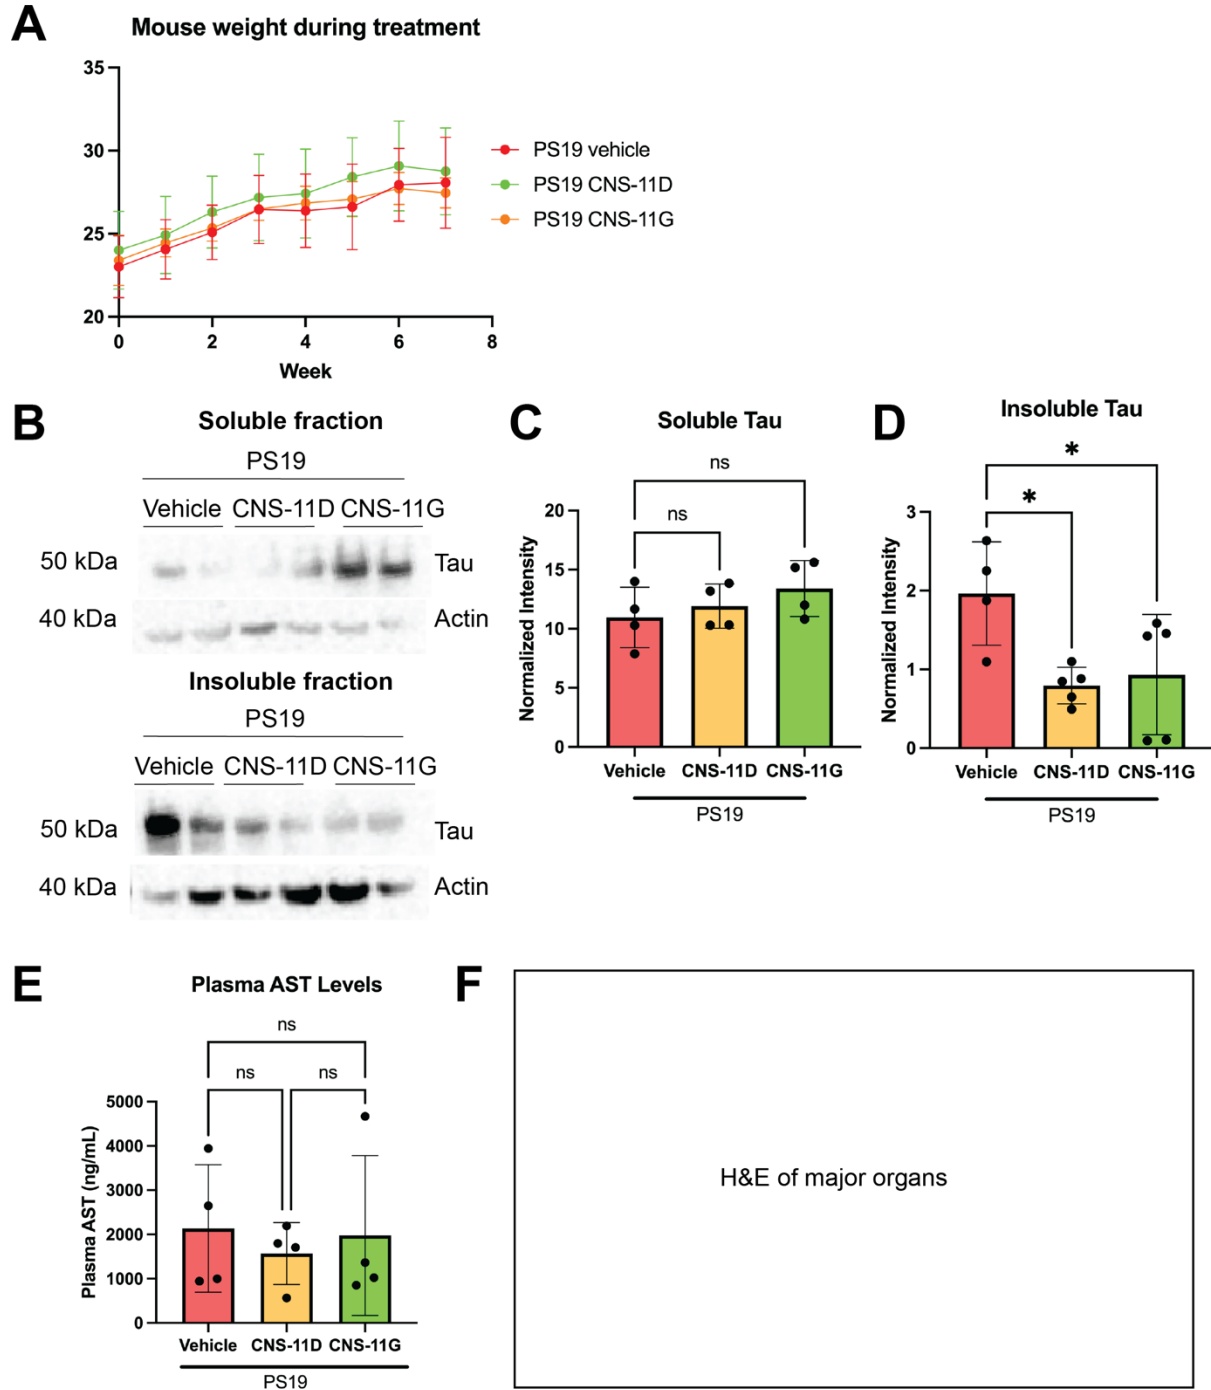 A
Mouse weight during treatment
35
30
25
20
0
2
4
6
8
Week
PS19 vehicle
PS19 CNS-11D
PS19 CNS-11G
B
Soluble fraction
PS19
Vehicle CNS-11D CNS-11G
50 kDa
Tau
40 kDa
Actin
Insoluble fraction
PS19
Vehicle CNS-11D CNS-11G
50 kDa
Tau
40 kDa
Actin
C
Soluble Tau
ns
ns
Normalized Intensity
20
15
10
5
0
Vehicle CNS-11D CNS-11G
PS19
D
Insoluble Tau
*
*
Normalized Intensity
3
2
1
0
Vehicle CNS-11D CNS-11G
PS19
E
Plasma AST Levels
ns
ns ns
Plasma AST (ng/mL)
5000
4000
3000
2000
1000
0
Vehicle CNS-11D CNS-11G
PS19
F
H&E of major organs